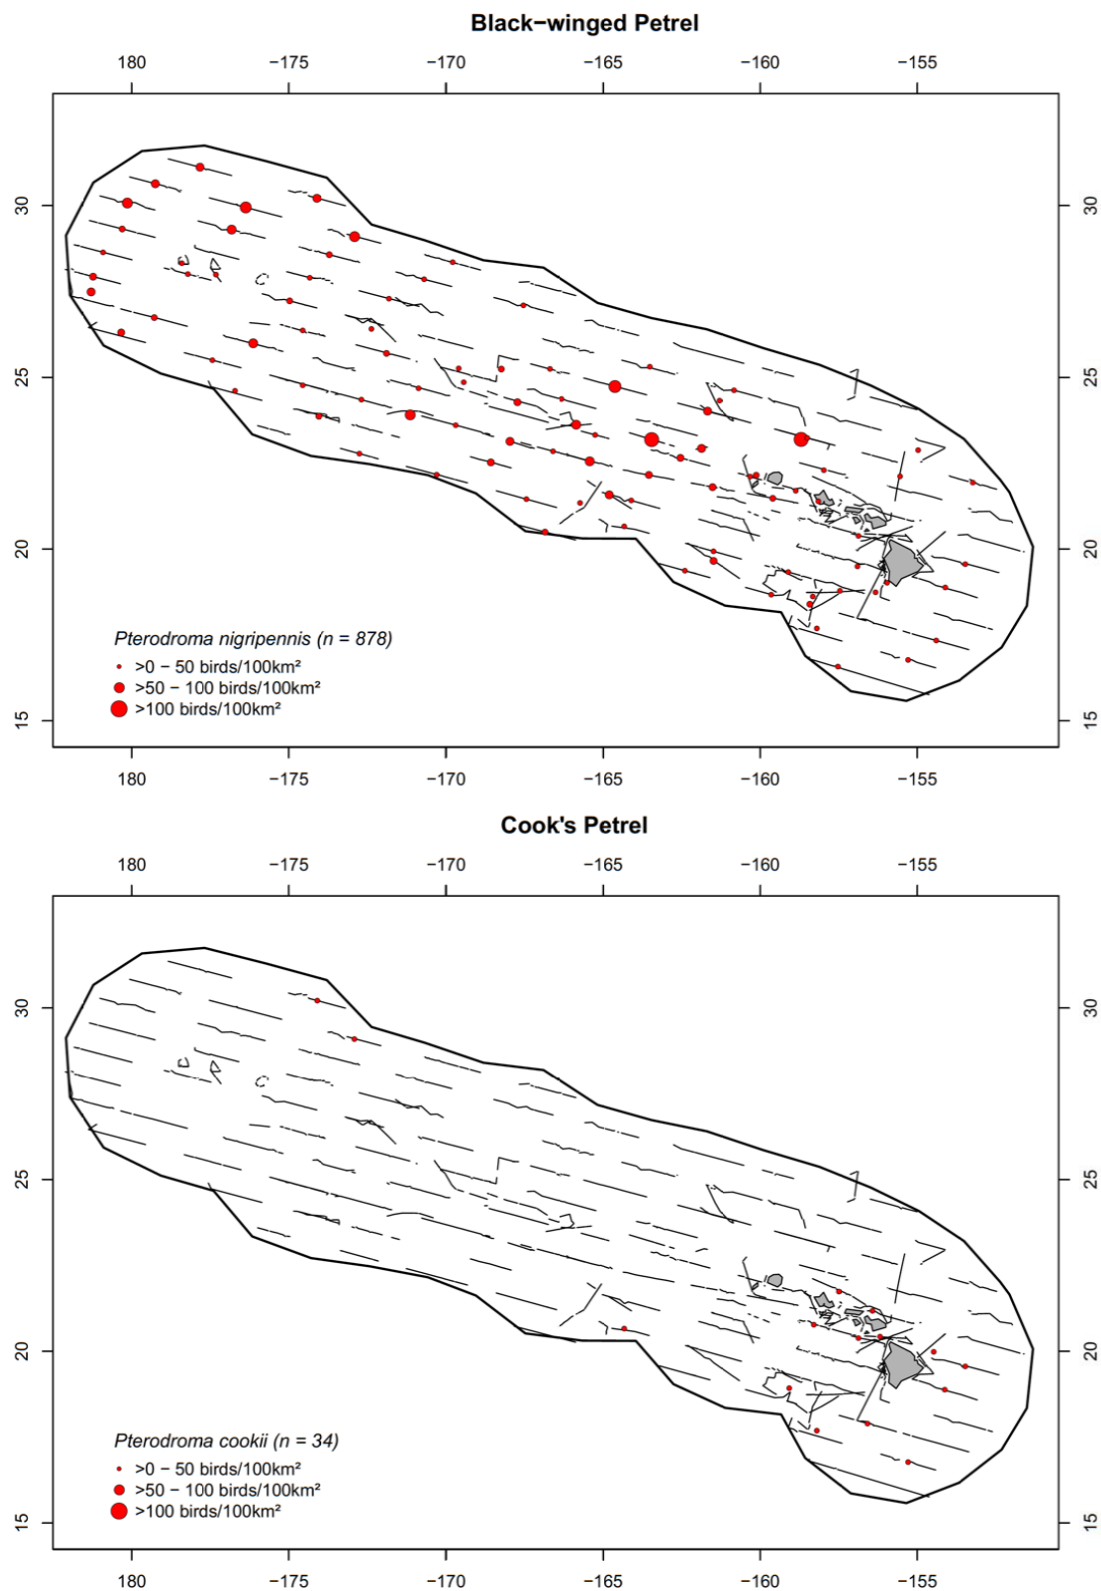 Black−winged Petrel
180 −175 −170 −165 −160 −155
30 30
25 25
20 20
15 15
Pterodroma nigripennis (n = 878)
>0 − 50 birds/100km²
>50 − 100 birds/100km²
>100 birds/100km²
180 −175 −170 −165 −160 −155
Cook's Petrel
180 −175 −170 −165 −160 −155
30 30
25 25
20 20
15 15
Pterodroma cookii (n = 34)
>0 − 50 birds/100km²
>50 − 100 birds/100km²
>100 birds/100km²
180 −175 −170 −165 −160 −155